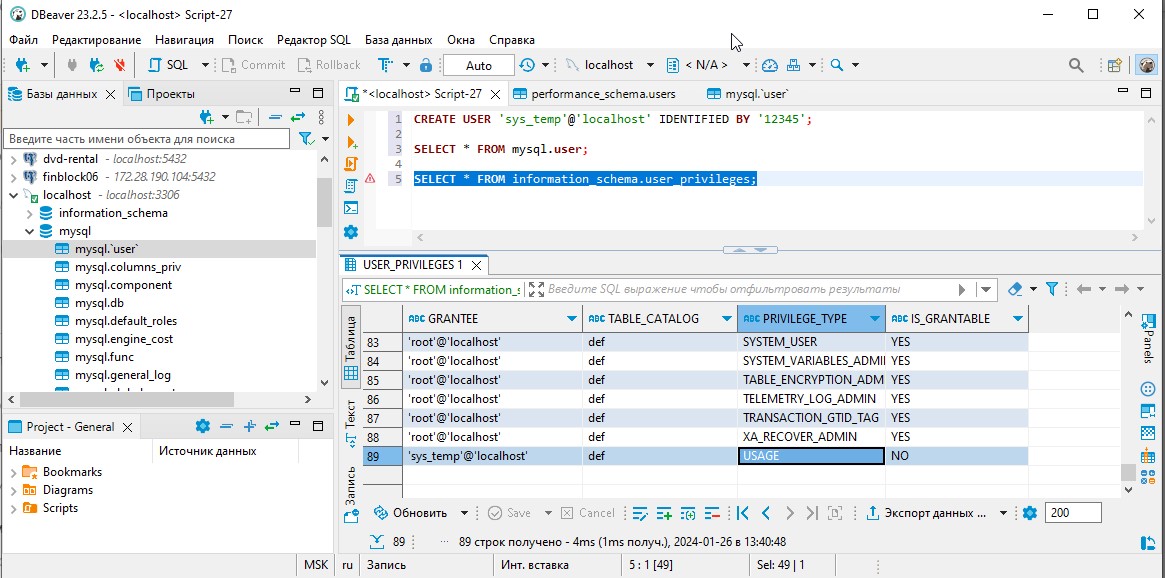 DBeaver 23.2.5 - <localhost> Script-27
Файл Редактирование Навигация Поиск Редактор SQL База данных Окна Справка
SQL Commit Rollback Auto localhost < N/A >
Базы данных Проекты
Введите часть имени объекта для поиска
dvd-rental - localhost:5432
finblock06 - 172.28.190.104:5432
localhost - localhost:3306
information_schema
mysql
mysql.`user`
mysql.columns_priv
mysql.component
mysql.db
mysql.default_roles
mysql.engine_cost
mysql.func
mysql.general_log
Project - General
Название Источник данных
Bookmarks
Diagrams
Scripts
*<localhost> Script-27 performance_schema.users mysql.`user`
1 CREATE USER 'sys_temp'@'localhost' IDENTIFIED BY '12345';
2
3 SELECT * FROM mysql.user;
4
5 SELECT * FROM information_schema.user_privileges;
USER_PRIVILEGES 1
SELECT * FROM information_s Введите SQL выражение чтобы отфильтровать результаты
Таблица
Текст
Запись
ABC GRANTEE ABC TABLE_CATALOG ABC PRIVILEGE_TYPE ABC IS_GRANTABLE
83 'root'@'localhost' def SYSTEM_USER YES
84 'root'@'localhost' def SYSTEM_VARIABLES_ADMI YES
85 'root'@'localhost' def TABLE_ENCRYPTION_ADM YES
86 'root'@'localhost' def TELEMETRY_LOG_ADMIN YES
87 'root'@'localhost' def TRANSACTION_GTID_TAG YES
88 'root'@'localhost' def XA_RECOVER_ADMIN YES
89 'sys_temp'@'localhost' def USAGE NO
Panels
Обновить Save Cancel Экспорт данных ... 200
89 89 строк получено - 4ms (1ms получ.), 2024-01-26 в 13:40:48
MSK ru Запись Инт. вставка 5 : 1 [49] Sel: 49 | 1